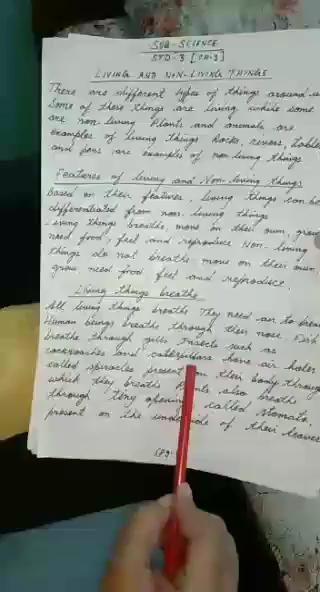 SUB - SCIENCE
STD - 3 [CH-3]
LIVING AND NON-LIVING THINGS
There are different types of things around
Some of these things are living while some
are non living Plants and animals are
examples of living things Rocks, rivers, table
and pens are examples of non living things
Features of living and Non-living things
Based on their features, living things can be
differentiated from non living things
Living things breathe, move on their own, grow
need food, feel and reproduce Non-living
things do not breathe move on their own
grow need food feel and reproduce.
Living things breathe
All living things breathe They need air to
Human beings breathe through their nose. Fish
breathe through gills Insects such as
cockroaches and caterpillars have air holes
called spiracles present on their body
which they breathe Plants also breathe
through tiny openings called stomata
present on the underside of their leaves